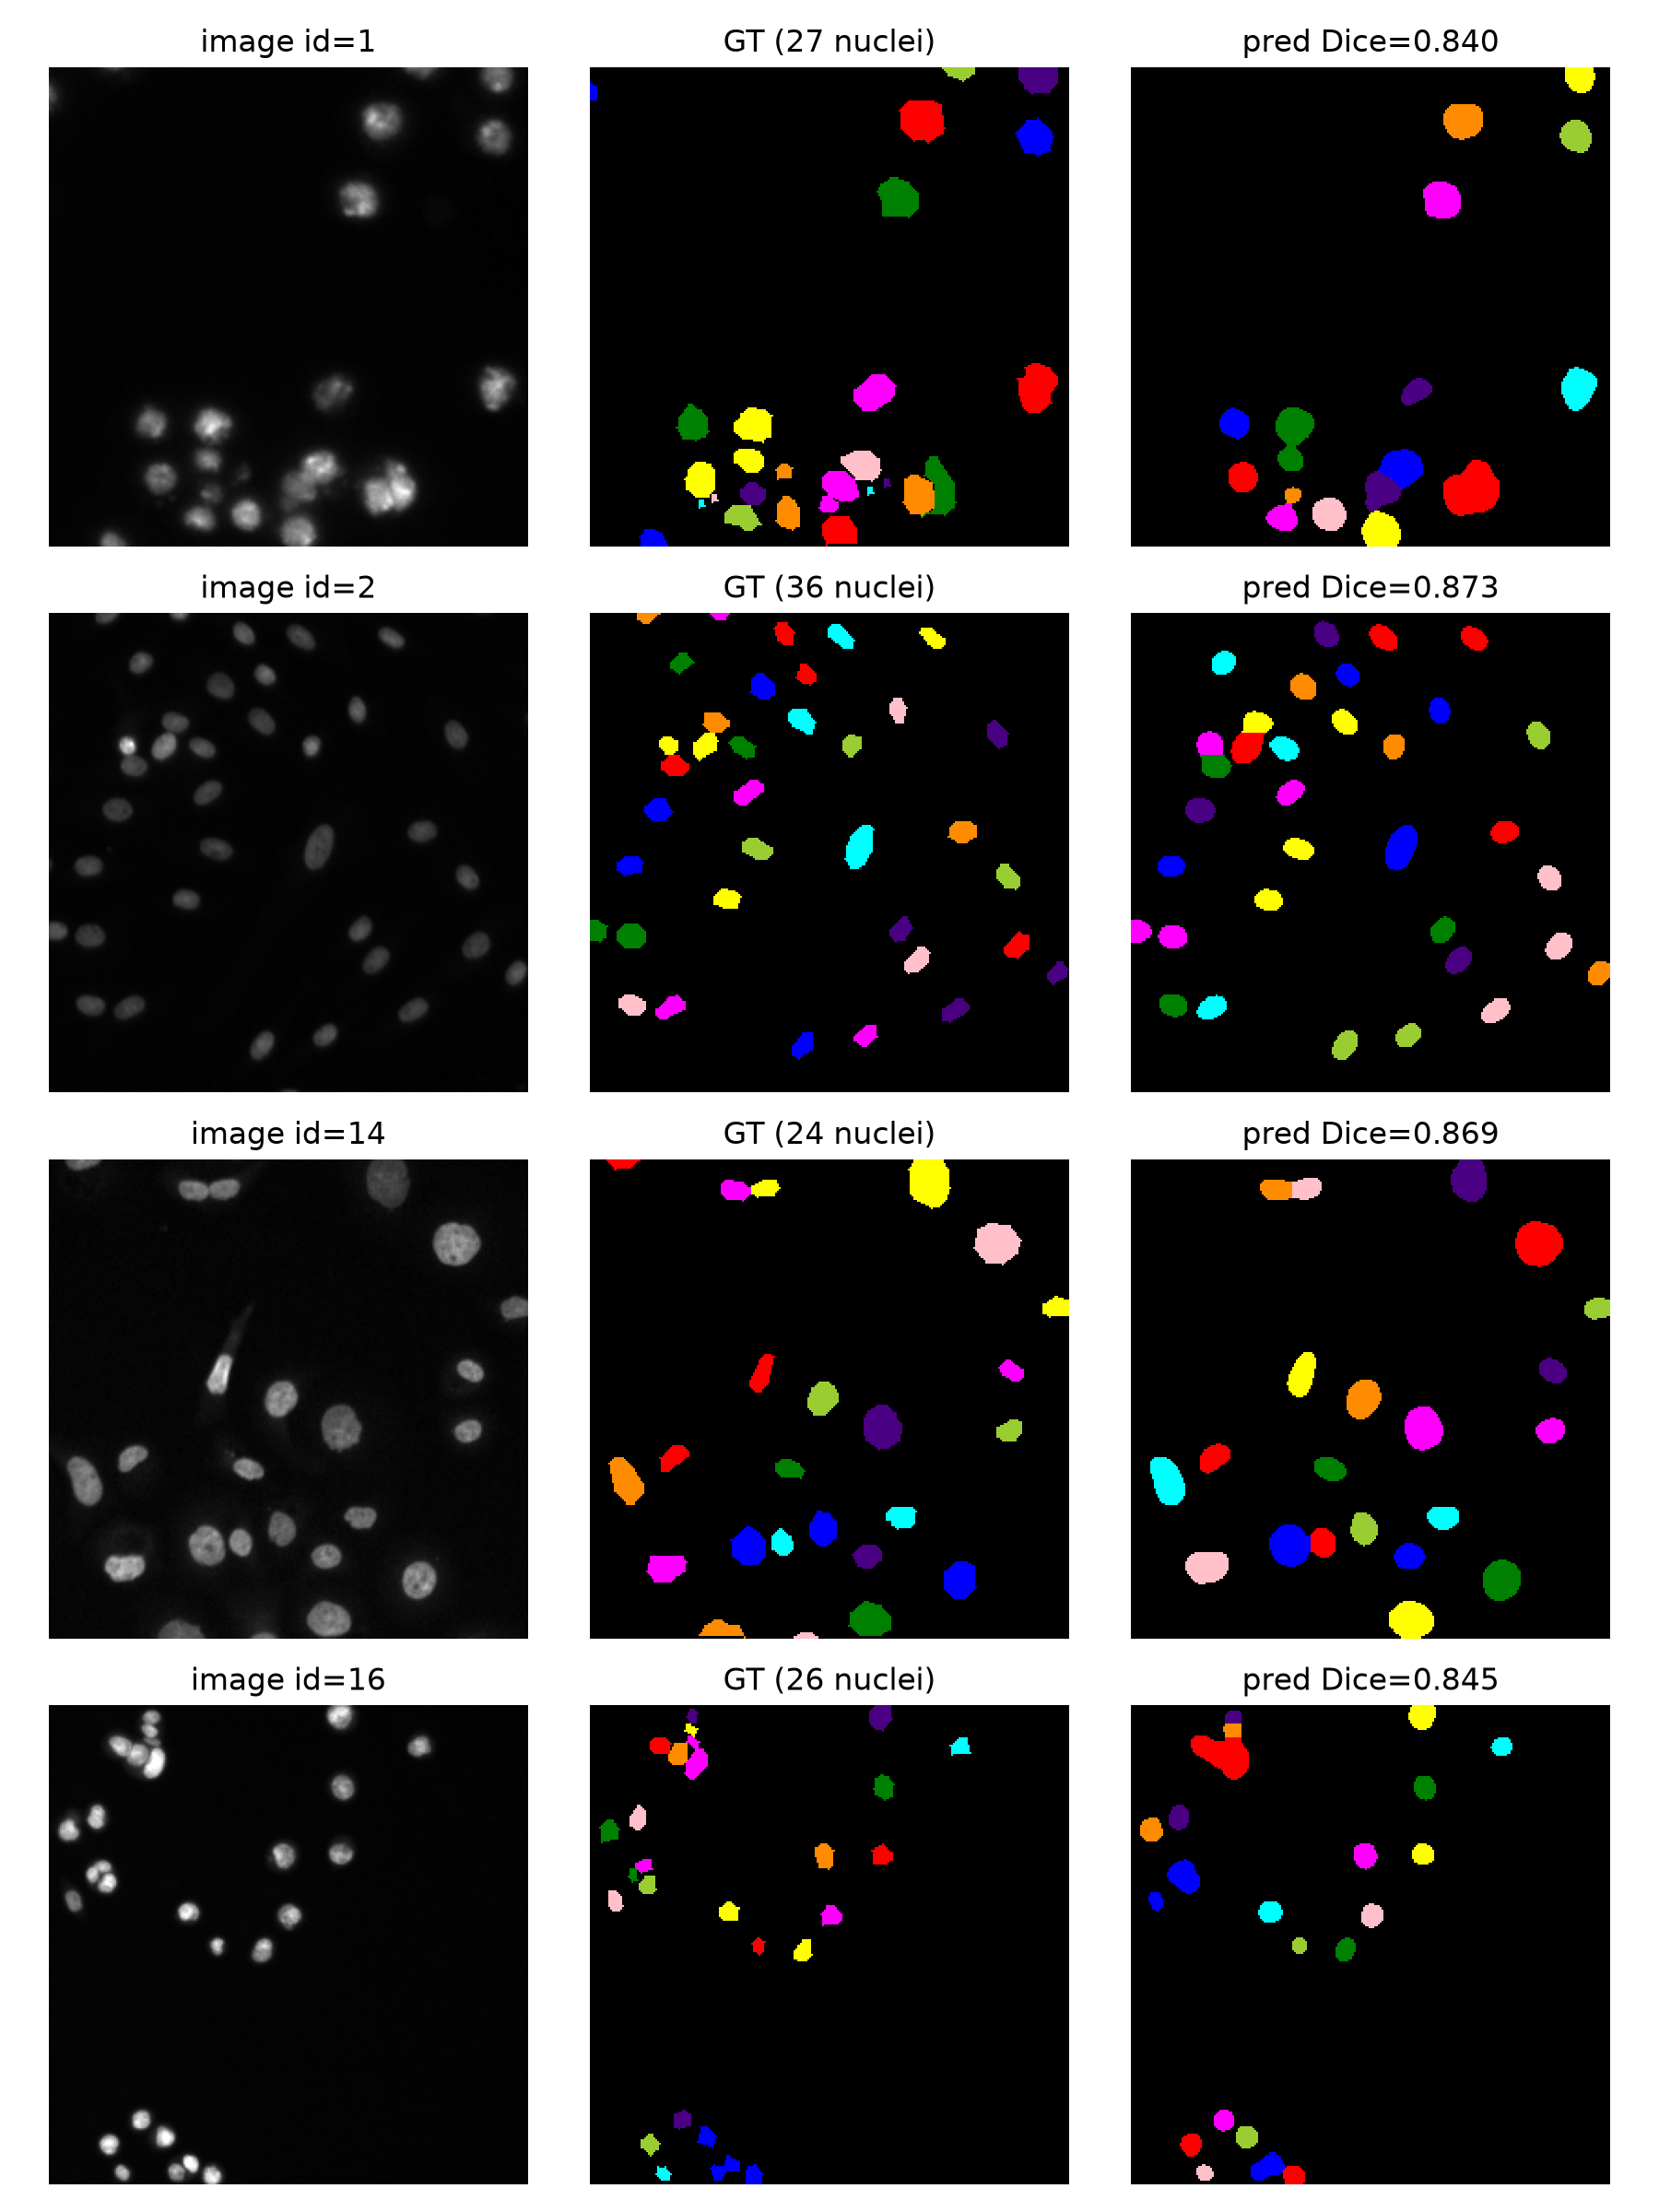 image id=1 GT (27 nuclei) pred Dice=0.840
image id=2 GT (36 nuclei) pred Dice=0.873
image id=14 GT (24 nuclei) pred Dice=0.869
image id=16 GT (26 nuclei) pred Dice=0.845